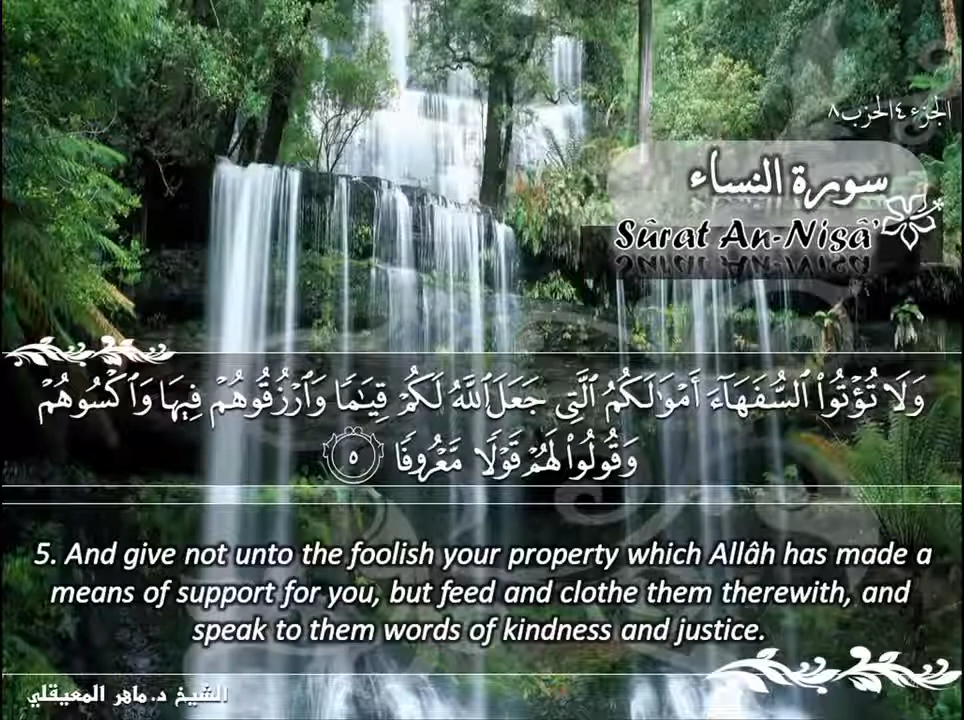 الجزء ٤ الحزب ٨
سورة النساء
Sûrat An-Nisâ'
وَلَا تُؤْتُوا۟ ٱلسُّفَهَآءَ أَمْوَٰلَكُمُ ٱلَّتِى جَعَلَ ٱللَّهُ لَكُمْ قِيَـٰمًا وَٱرْزُقُوهُمْ فِيهَا وَٱكْسُوهُمْ
وَقُولُوا۟ لَهُمْ قَوْلًا مَّعْرُوفًا ٥
5. And give not unto the foolish your property which Allâh has made a
means of support for you, but feed and clothe them therewith, and
speak to them words of kindness and justice.
الشيخ د. ماهر المعيقلي